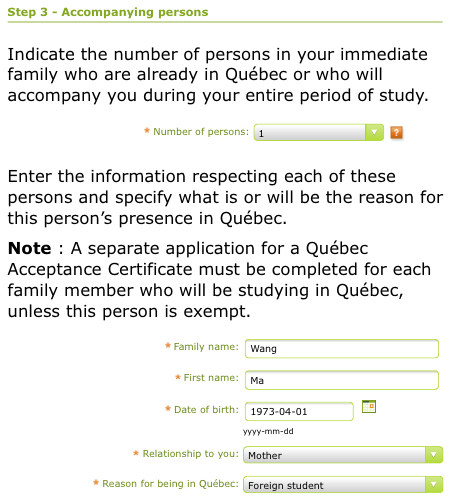 Step 3 - Accompanying persons
Indicate the number of persons in your immediate
family who are already in Québec or who will
accompany you during your entire period of study.
* Number of persons: 1 ?
Enter the information respecting each of these
persons and specify what is or will be the reason for
this person's presence in Québec.
Note : A separate application for a Québec
Acceptance Certificate must be completed for each
family member who will be studying in Québec,
unless this person is exempt.
* Family name: Wang
* First name: Ma
* Date of birth: 1973-04-01
yyyy-mm-dd
* Relationship to you: Mother
* Reason for being in Québec: Foreign student